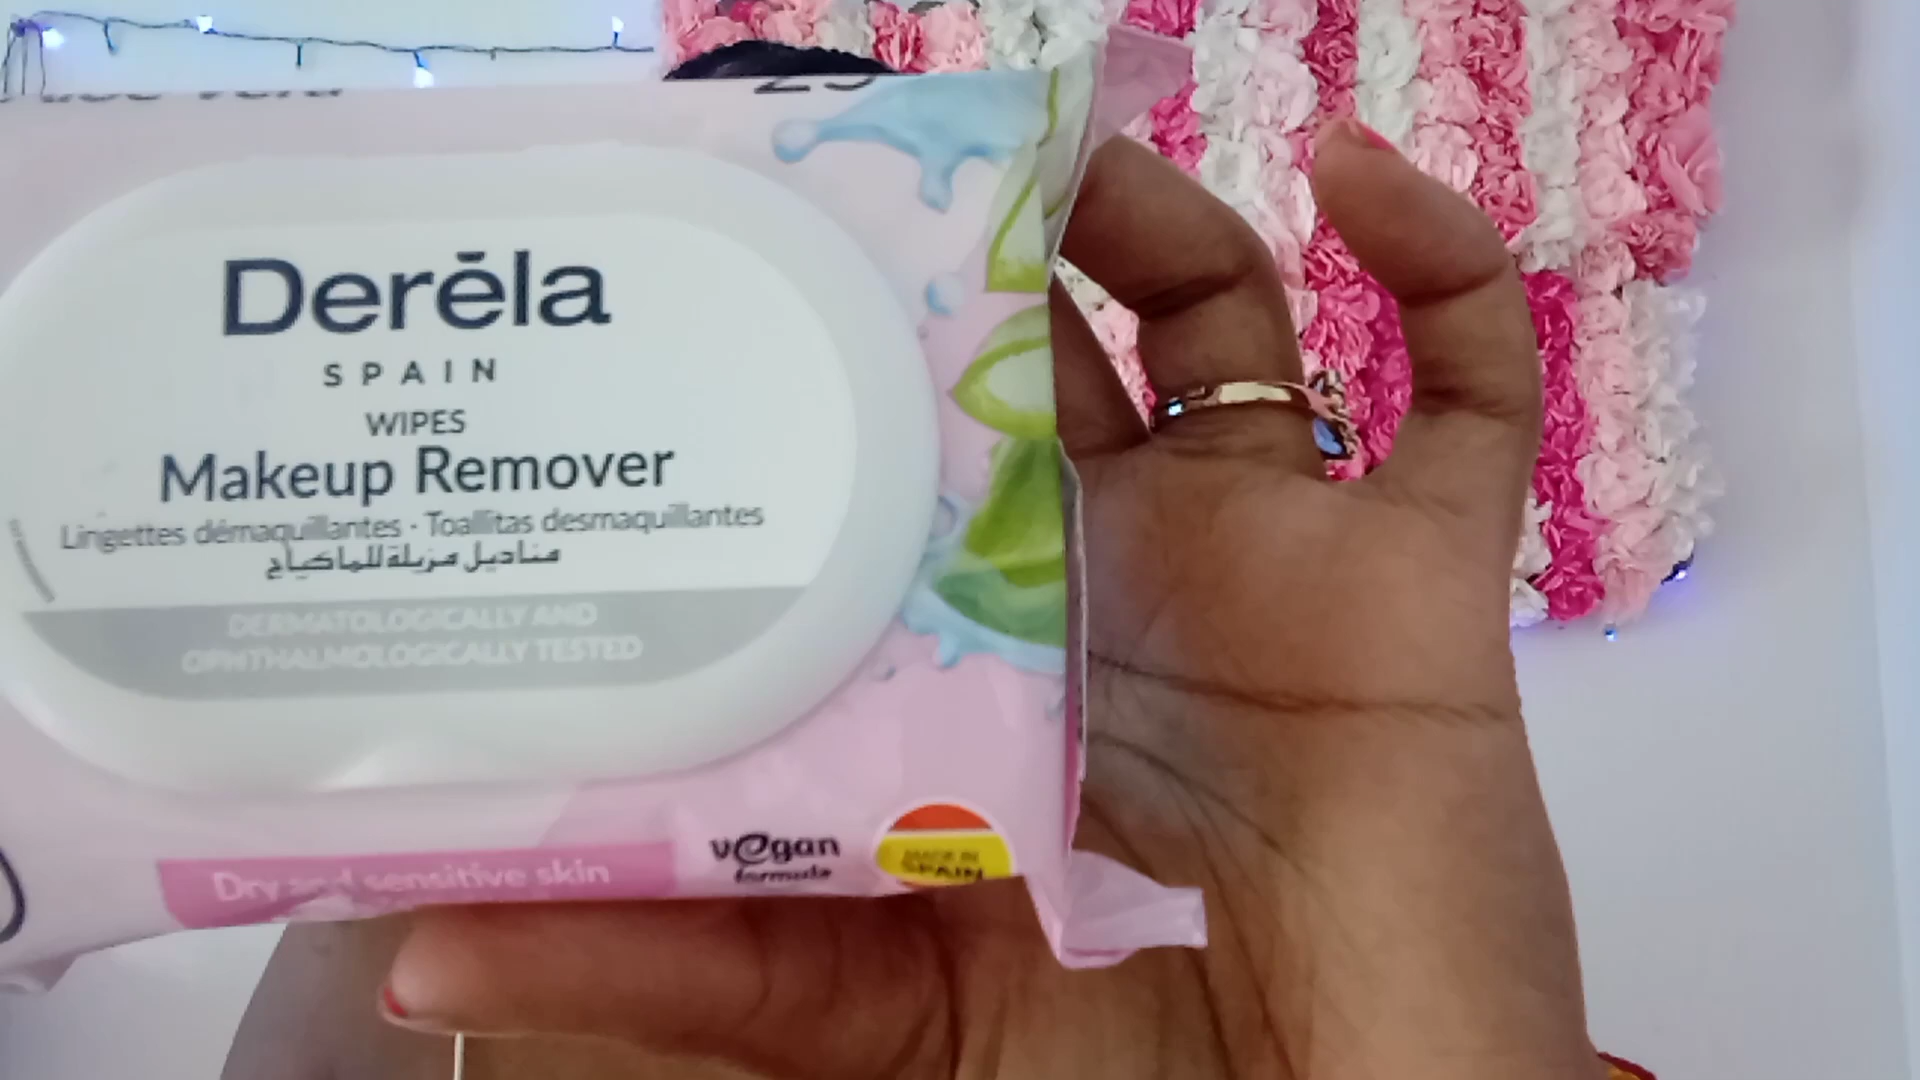 Derēla
SPAIN
WIPES
Makeup Remover
Lingettes démaquillantes · Toallitas desmaquillantes
مناديل مزيلة للماكياج
DERMATOLOGICALLY AND
OPHTHALMOLOGICALLY TESTED
Dry and sensitive skin
vegan
formula
MADE IN
SPAIN